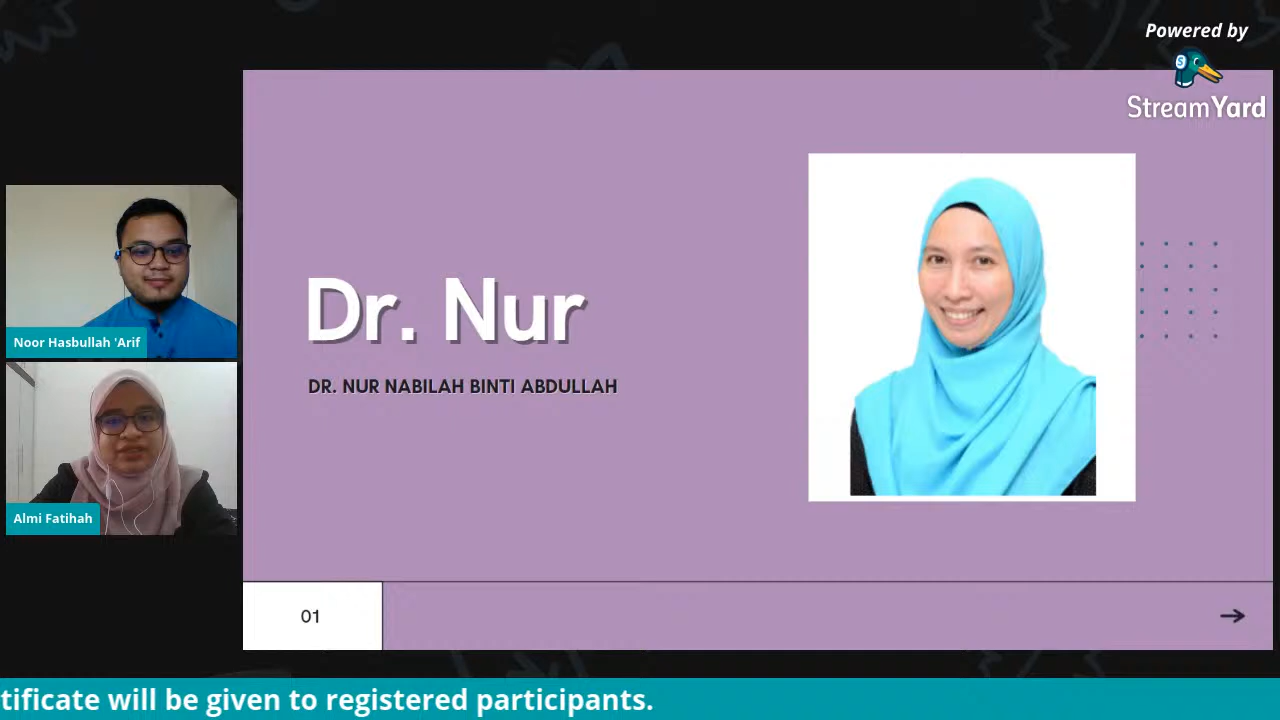 Powered by
StreamYard
Noor Hasbullah 'Arif
Almi Fatihah
Dr. Nur
DR. NUR NABILAH BINTI ABDULLAH
01
tificate will be given to registered participants.